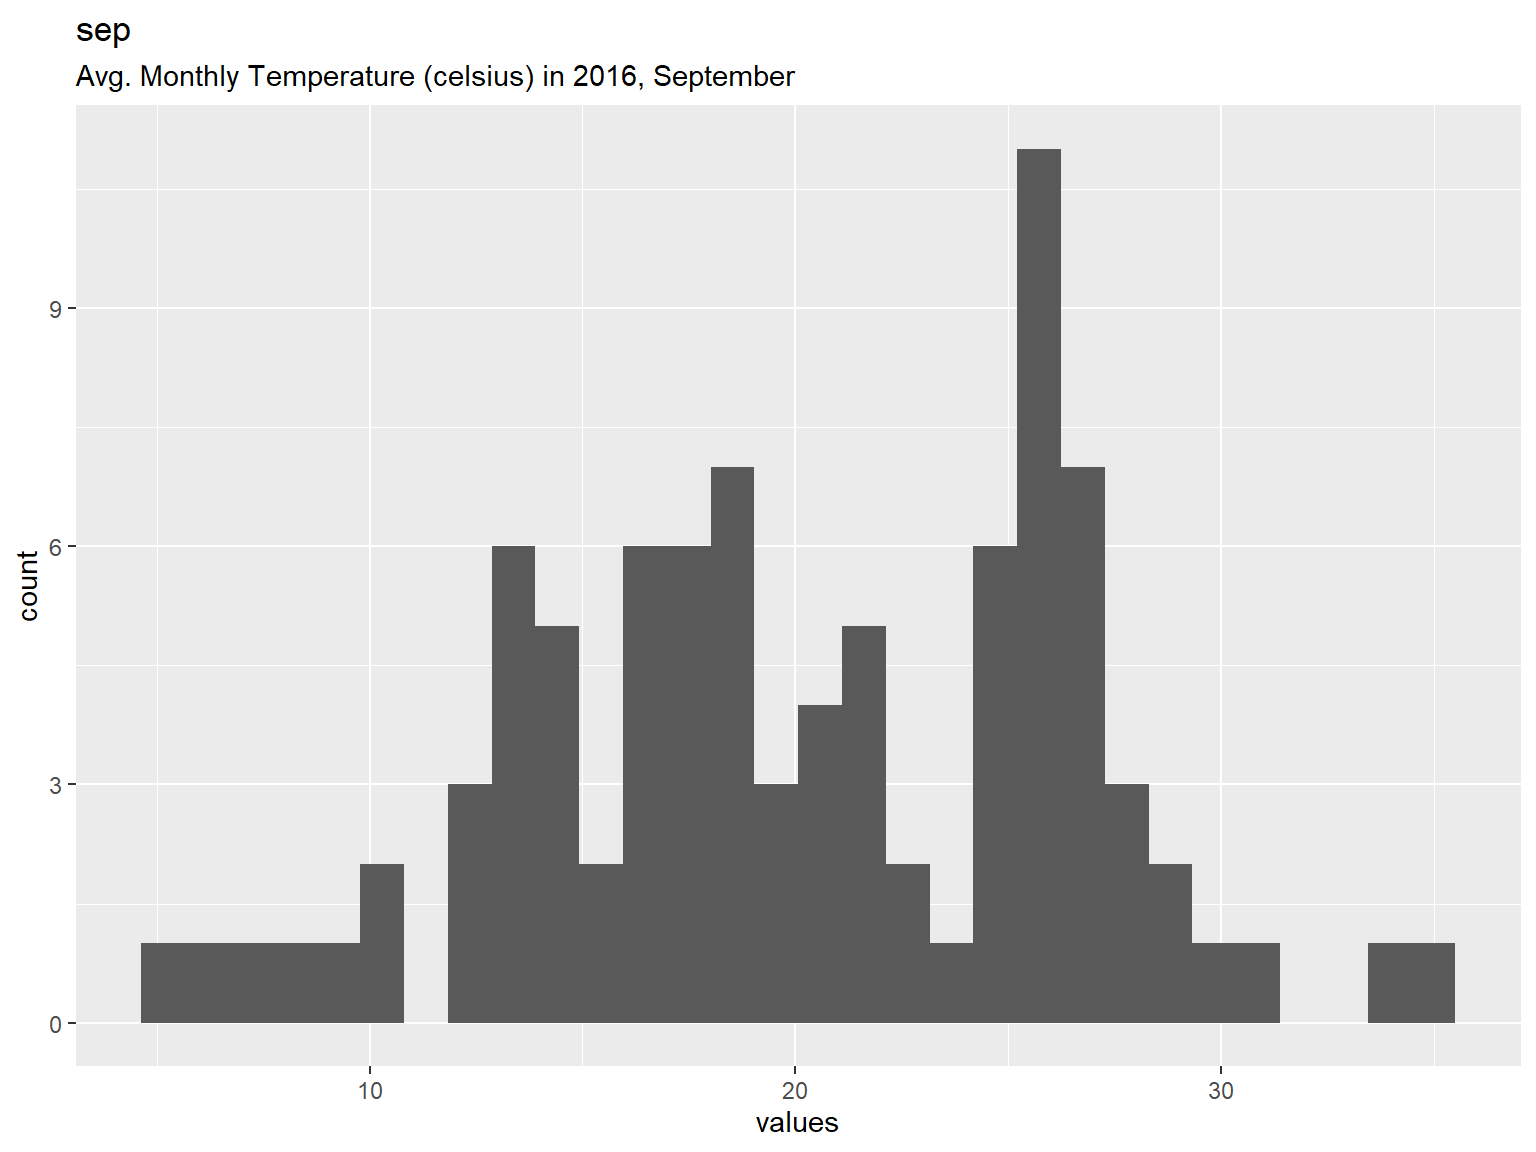 sep
Avg. Monthly Temperature (celsius) in 2016, September
9
6
3
0
count
10 20 30
values